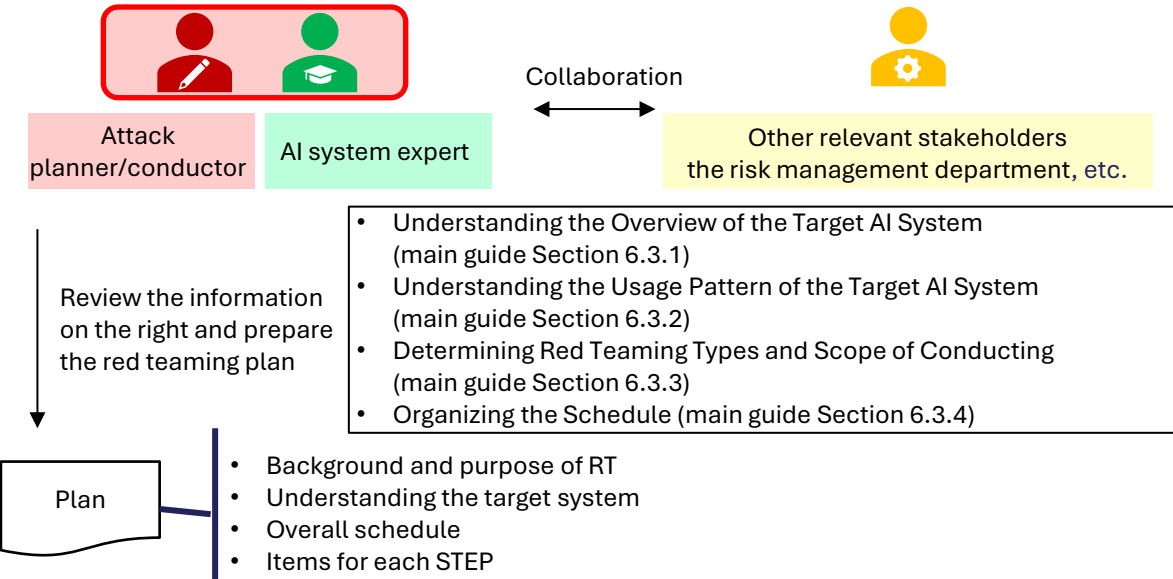 Collaboration
Attack
planner/conductor
AI system expert
Other relevant stakeholders
the risk management department, etc.
Review the information
on the right and prepare
the red teaming plan
• Understanding the Overview of the Target AI System
(main guide Section 6.3.1)
• Understanding the Usage Pattern of the Target AI System
(main guide Section 6.3.2)
• Determining Red Teaming Types and Scope of Conducting
(main guide Section 6.3.3)
• Organizing the Schedule (main guide Section 6.3.4)
Plan
• Background and purpose of RT
• Understanding the target system
• Overall schedule
• Items for each STEP